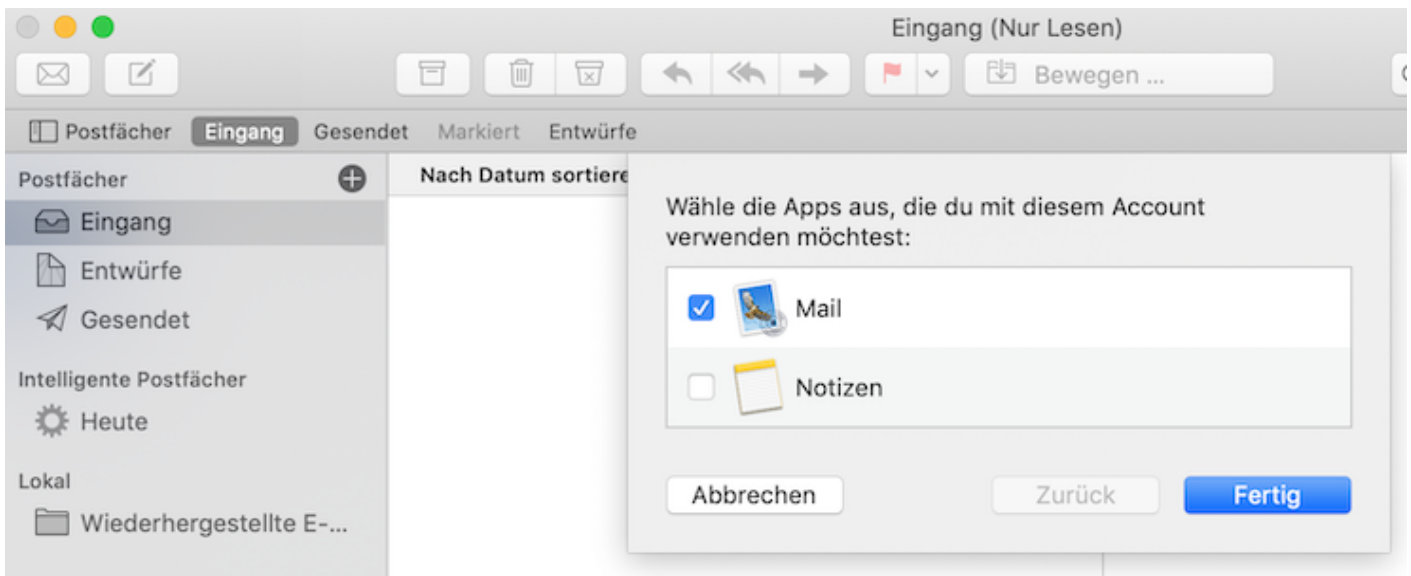 Eingang (Nur Lesen)
Bewegen ...
Postfächer Eingang Gesendet Markiert Entwürfe
Postfächer
Eingang
Entwürfe
Gesendet
Intelligente Postfächer
Heute
Lokal
Wiederhergestellte E-...
Nach Datum sortiere
Wähle die Apps aus, die du mit diesem Account
verwenden möchtest:
Mail
Notizen
Abbrechen Zurück Fertig